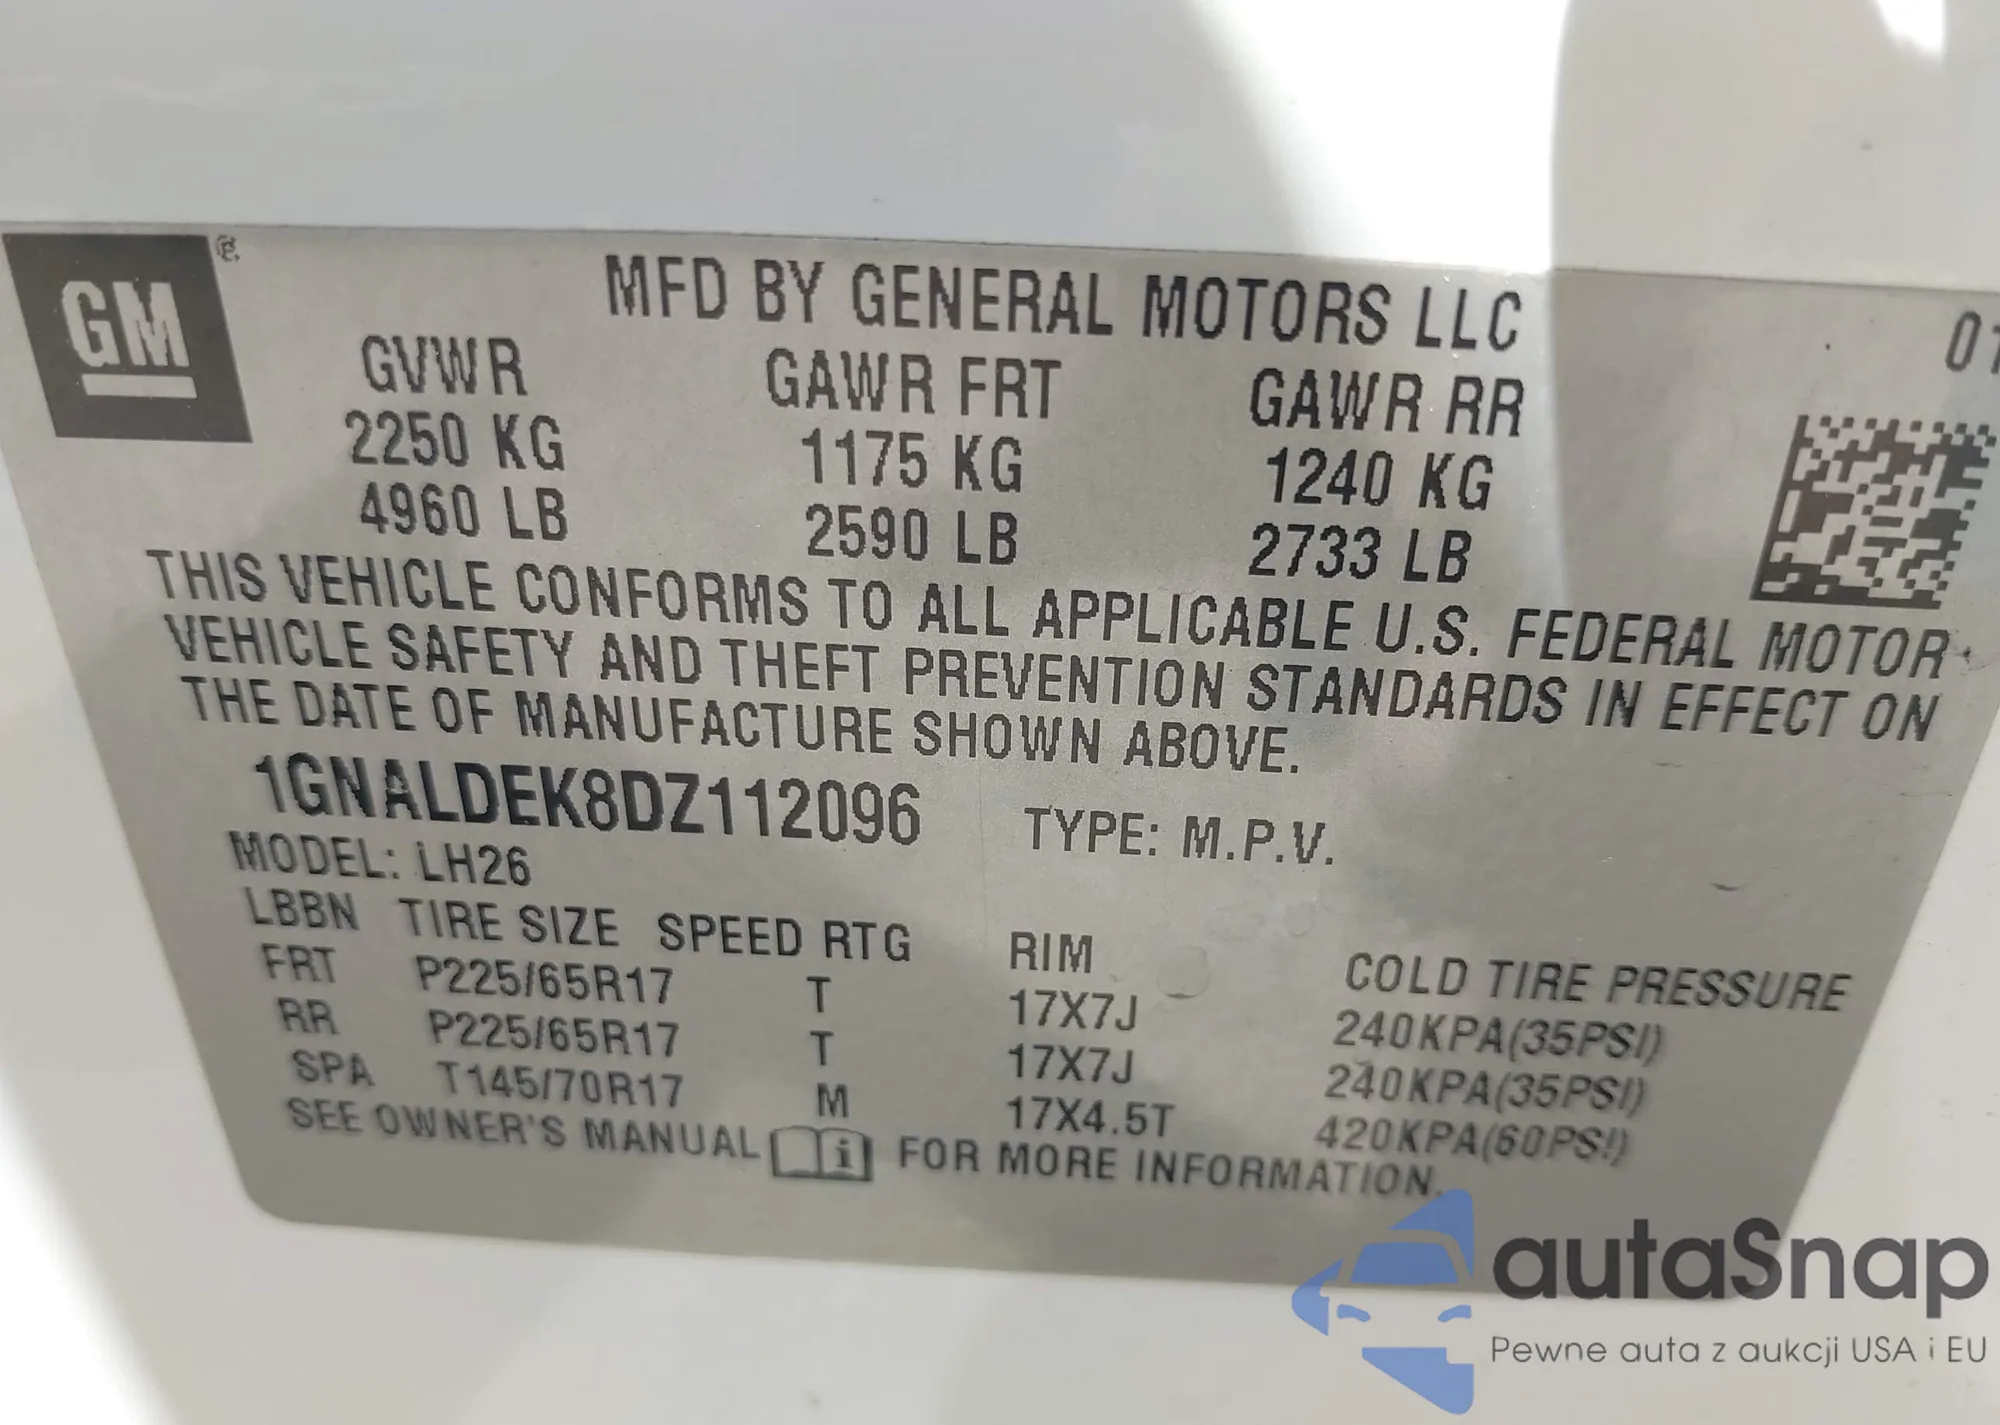 GM
MFD BY GENERAL MOTORS LLC
01
GVWR GAWR FRT GAWR RR
2250 KG 1175 KG 1240 KG
4960 LB 2590 LB 2733 LB
THIS VEHICLE CONFORMS TO ALL APPLICABLE U.S. FEDERAL MOTOR
VEHICLE SAFETY AND THEFT PREVENTION STANDARDS IN EFFECT ON
THE DATE OF MANUFACTURE SHOWN ABOVE.
1GNALDEK8DZ112096 TYPE: M.P.V.
MODEL: LH26
LBBN TIRE SIZE SPEED RTG RIM COLD TIRE PRESSURE
FRT P225/65R17 T 17X7J 240KPA(35PSI)
RR P225/65R17 T 17X7J 240KPA(35PSI)
SPA T145/70R17 M 17X4.5T 420KPA(60PSI)
SEE OWNER'S MANUAL i FOR MORE INFORMATION.
autaSnap
Pewne auta z aukcji USA i EU